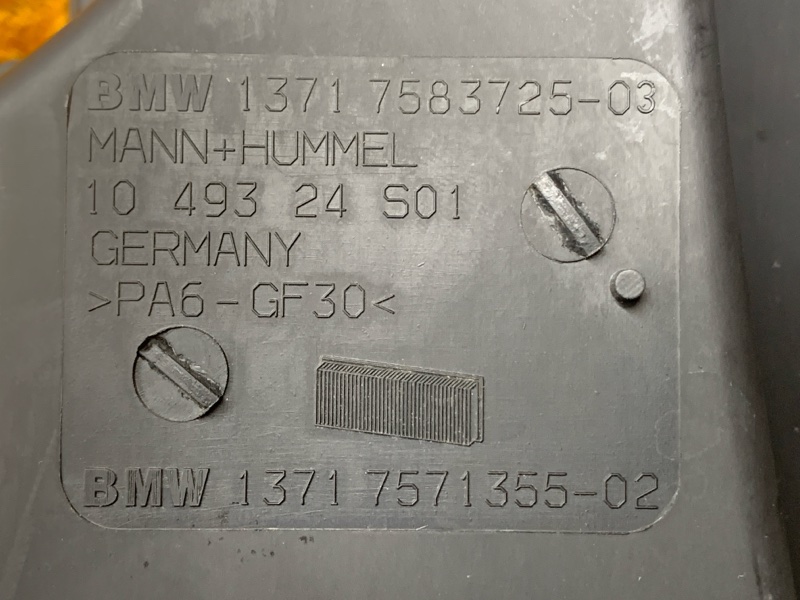 BMW 1371 7583725-03
MANN+HUMMEL
10 493 24 S01
GERMANY
>PA6-GF30<
BMW 1371 7571355-02